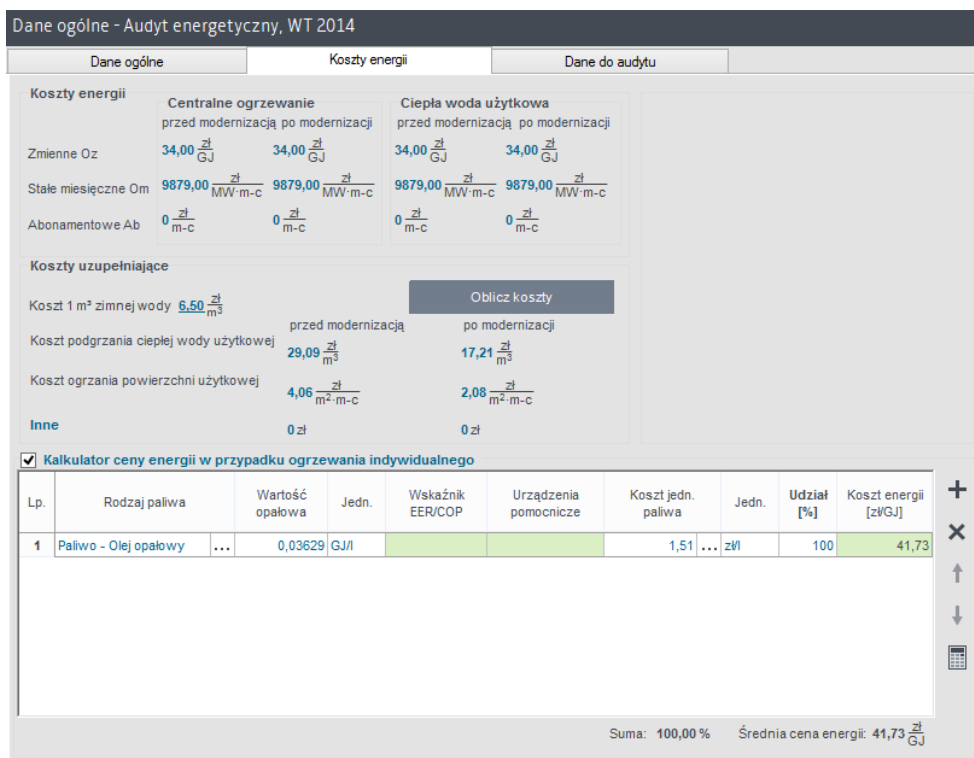 Dane ogólne - Audyt energetyczny, WT 2014
Dane ogólne Koszty energii Dane do audytu
Koszty energii
Centralne ogrzewanie Ciepła woda użytkowa
przed modernizacją po modernizacji przed modernizacją po modernizacji
Zmienne Oz 34,00 zł/GJ 34,00 zł/GJ 34,00 zł/GJ 34,00 zł/GJ
Stałe miesięczne Om 9879,00 zł/MW·m-c 9879,00 zł/MW·m-c 9879,00 zł/MW·m-c 9879,00 zł/MW·m-c
Abonamentowe Ab 0 zł/m-c 0 zł/m-c 0 zł/m-c 0 zł/m-c
Koszty uzupełniające
Koszt 1 m³ zimnej wody 6,50 zł/m³ Oblicz koszty
przed modernizacją po modernizacji
Koszt podgrzania ciepłej wody użytkowej 29,09 zł/m³ 17,21 zł/m³
Koszt ogrzania powierzchni użytkowej 4,06 zł/m²·m-c 2,08 zł/m²·m-c
Inne 0 zł 0 zł
Kalkulator ceny energii w przypadku ogrzewania indywidualnego
Lp. Rodzaj paliwa Wartość opałowa Jedn. Wskaźnik EER/COP Urządzenia pomocnicze Koszt jedn. paliwa Jedn. Udział [%] Koszt energii [zł/GJ]
1 Paliwo - Olej opałowy ... 0,03629 GJ/l 1,51 ... zł/l 100 41,73
Suma: 100,00 % Średnia cena energii: 41,73 zł/GJ